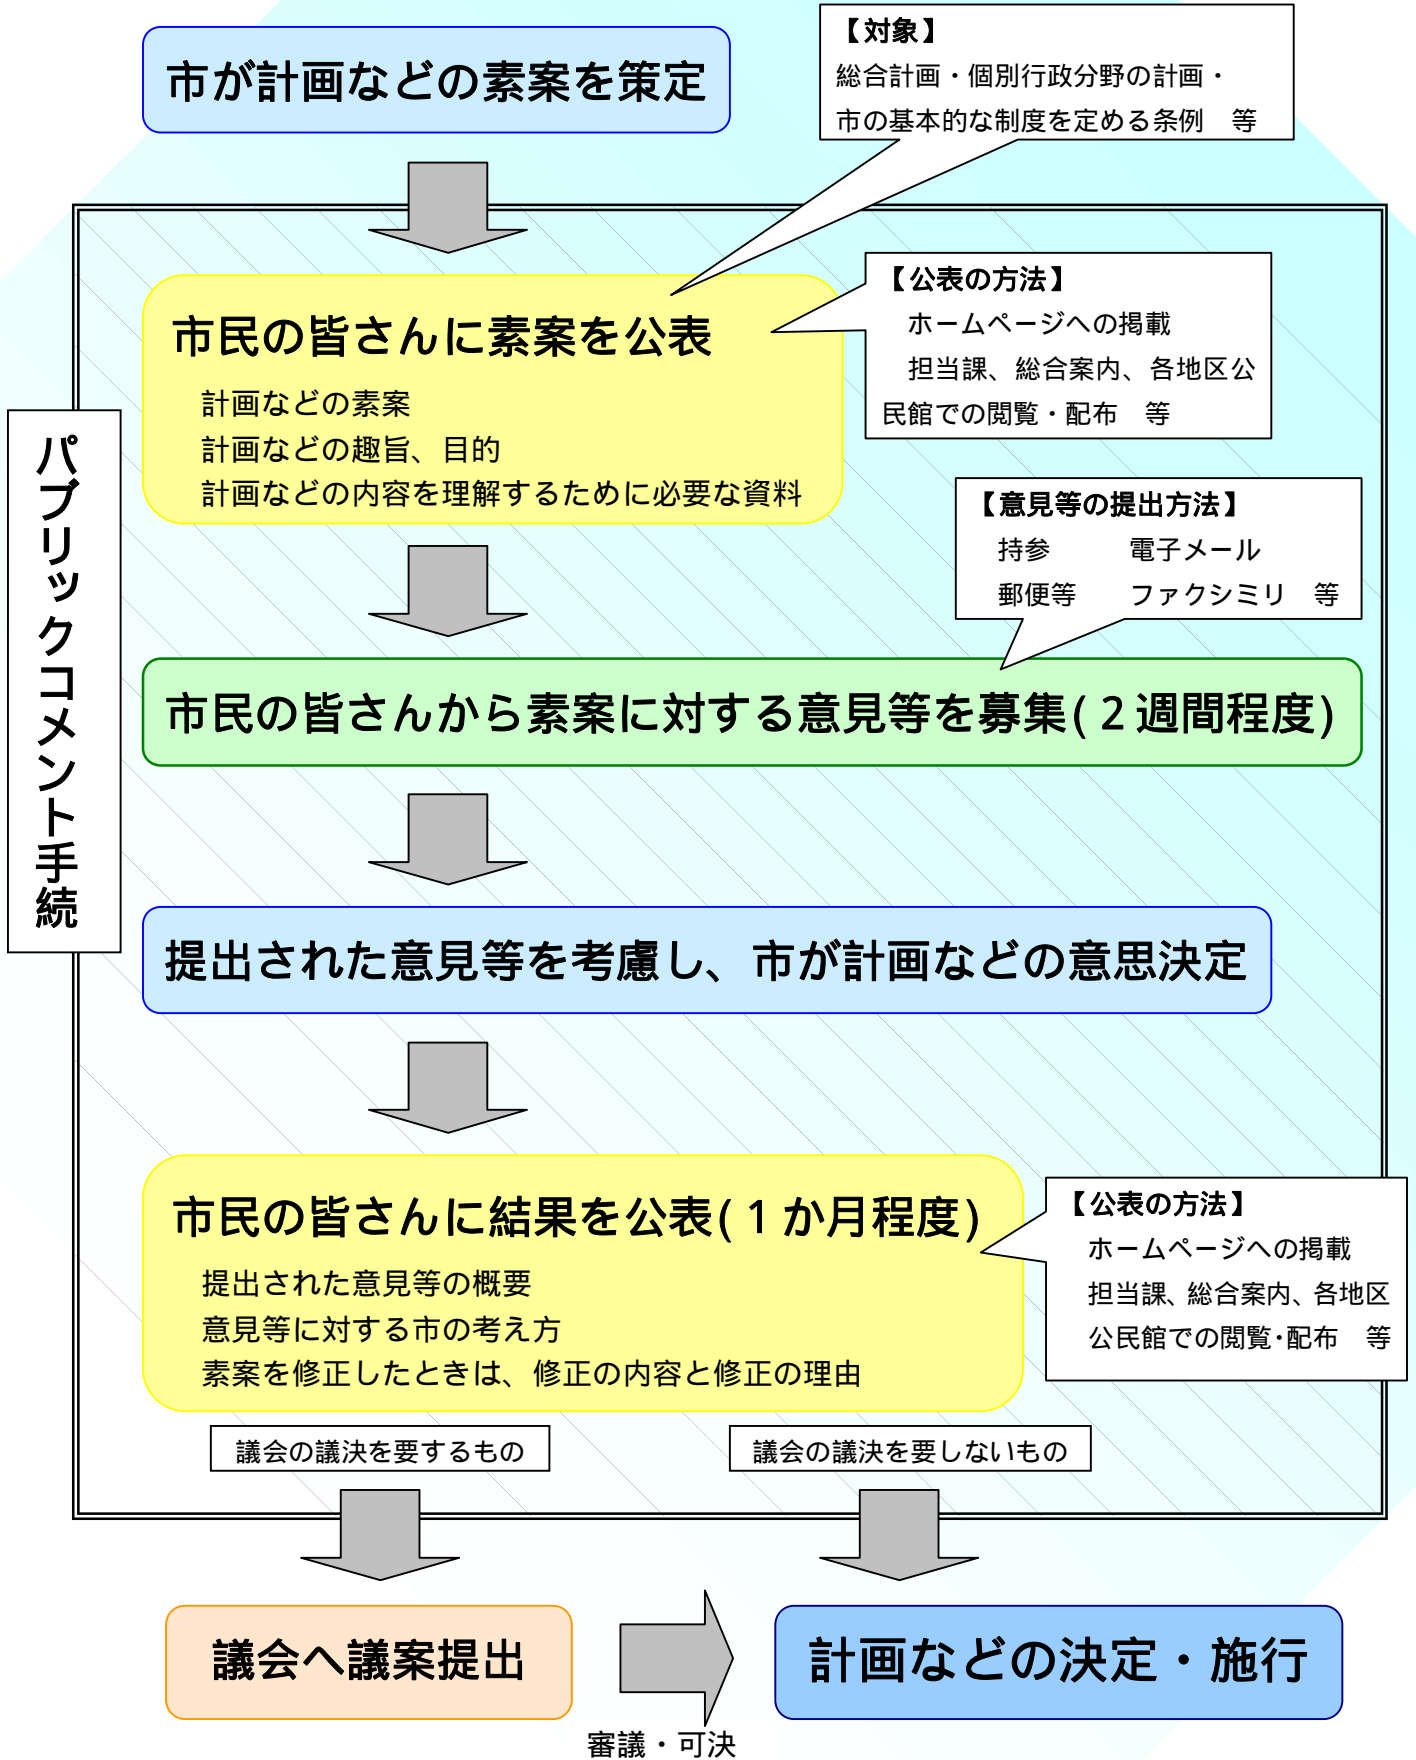 市が計画などの素案を策定
【対象】
総合計画・個別行政分野の計画・
市の基本的な制度を定める条例　等
パブリックコメント手続
市民の皆さんに素案を公表
計画などの素案
計画などの趣旨、目的
計画などの内容を理解するために必要な資料
【公表の方法】
ホームページへの掲載
担当課、総合案内、各地区公
民館での閲覧・配布　等
【意見等の提出方法】
持参　　　電子メール
郵便等　　ファクシミリ　等
市民の皆さんから素案に対する意見等を募集(２週間程度)
提出された意見等を考慮し、市が計画などの意思決定
市民の皆さんに結果を公表(１か月程度)
提出された意見等の概要
意見等に対する市の考え方
素案を修正したときは、修正の内容と修正の理由
【公表の方法】
ホームページへの掲載
担当課、総合案内、各地区
公民館での閲覧・配布　等
議会の議決を要するもの
議会の議決を要しないもの
議会へ議案提出
審議・可決
計画などの決定・施行